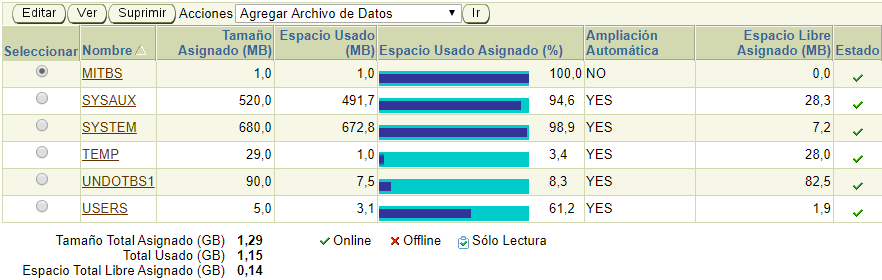 Editar Ver Suprimir Acciones Agregar Archivo de Datos Ir
Seleccionar Nombre Tamaño Asignado (MB) Espacio Usado (MB) Espacio Usado Asignado (%) Ampliación Automática Espacio Libre Asignado (MB) Estado
MITBS 1,0 1,0 100,0 NO 0,0
SYSAUX 520,0 491,7 94,6 YES 28,3
SYSTEM 680,0 672,8 98,9 YES 7,2
TEMP 29,0 1,0 3,4 YES 28,0
UNDOTBS1 90,0 7,5 8,3 YES 82,5
USERS 5,0 3,1 61,2 YES 1,9
Tamaño Total Asignado (GB) 1,29 Online Offline Sólo Lectura
Total Usado (GB) 1,15
Espacio Total Libre Asignado (GB) 0,14